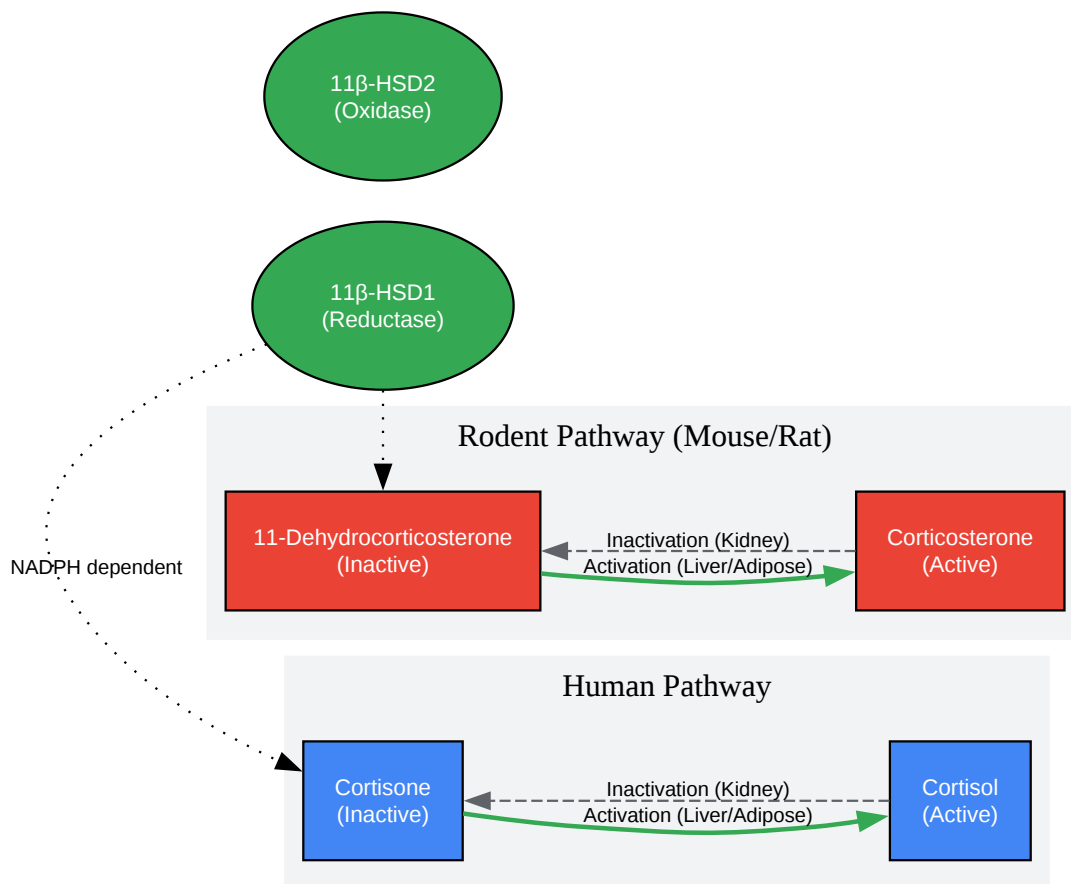 11β-HSD2
(Oxidase)
11β-HSD1
(Reductase)
Rodent Pathway (Mouse/Rat)
11-Dehydrocorticosterone
(Inactive)
Inactivation (Kidney)
Activation (Liver/Adipose)
Corticosterone
(Active)
NADPH dependent
Human Pathway
Cortisone
(Inactive)
Inactivation (Kidney)
Activation (Liver/Adipose)
Cortisol
(Active)